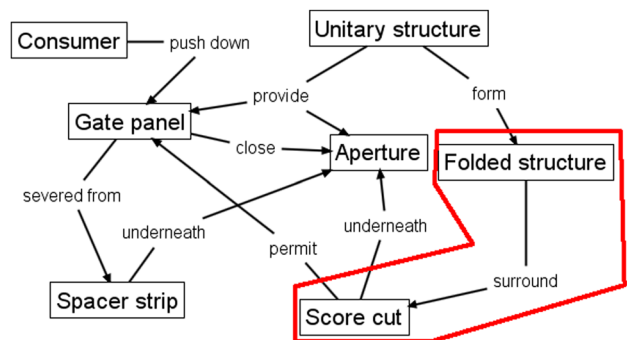 Unitary structure
Consumer
push down
provide
form
Gate panel
close
Aperture
Folded structure
severed from
underneath
permit
underneath
surround
Spacer strip
Score cut